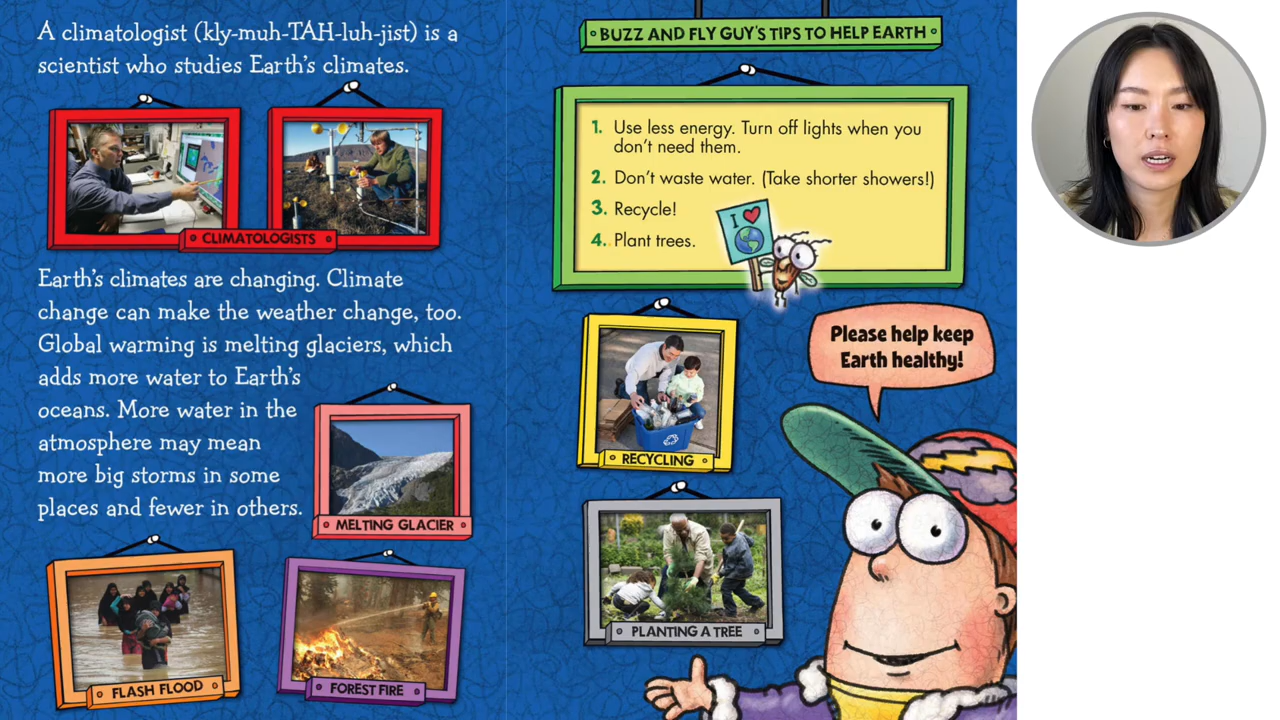 A climatologist (kly-muh-TAH-luh-jist) is a
scientist who studies Earth's climates.
CLIMATOLOGISTS
Earth's climates are changing. Climate
change can make the weather change, too.
Global warming is melting glaciers, which
adds more water to Earth's
oceans. More water in the
atmosphere may mean
more big storms in some
places and fewer in others.
MELTING GLACIER
FLASH FLOOD
FOREST FIRE
BUZZ AND FLY GUY'S TIPS TO HELP EARTH
1. Use less energy. Turn off lights when you
don't need them.
2. Don't waste water. (Take shorter showers!)
3. Recycle!
4. Plant trees.
I
RECYCLING
Please help keep
Earth healthy!
PLANTING A TREE